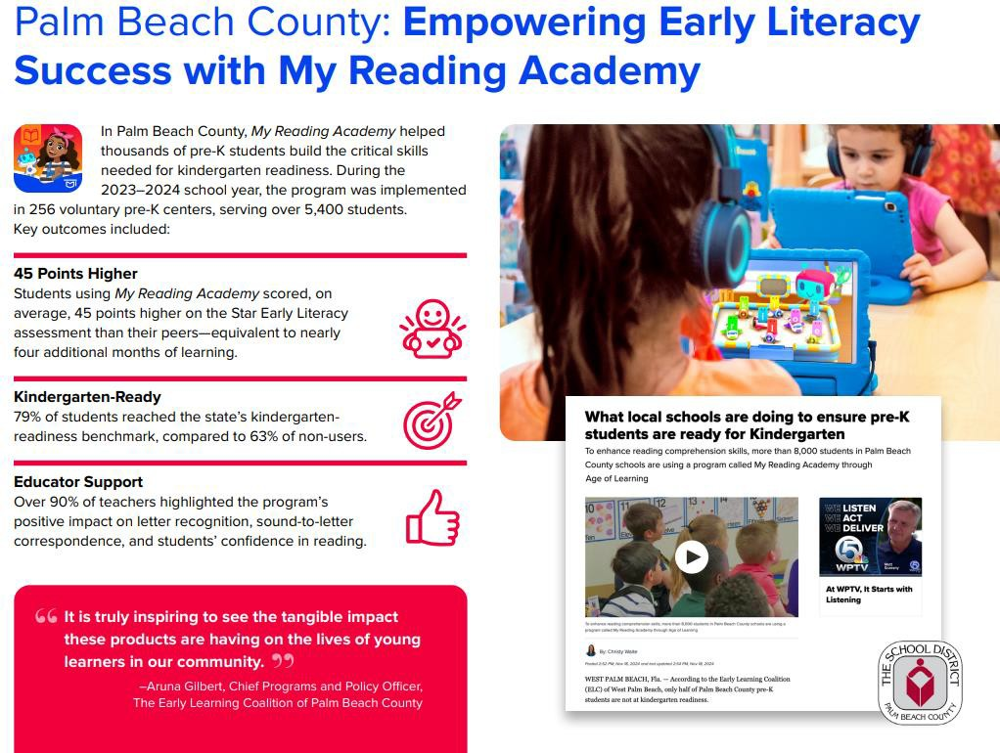 Palm Beach County: Empowering Early Literacy
Success with My Reading Academy
In Palm Beach County, My Reading Academy helped
thousands of pre-K students build the critical skills
needed for kindergarten readiness. During the
2023–2024 school year, the program was implemented
in 256 voluntary pre-K centers, serving over 5,400 students.
Key outcomes included:
45 Points Higher
Students using My Reading Academy scored, on
average, 45 points higher on the Star Early Literacy
assessment than their peers—equivalent to nearly
four additional months of learning.
Kindergarten-Ready
79% of students reached the state's kindergarten-
readiness benchmark, compared to 63% of non-users.
Educator Support
Over 90% of teachers highlighted the program's
positive impact on letter recognition, sound-to-letter
correspondence, and students' confidence in reading.
“It is truly inspiring to see the tangible impact
these products are having on the lives of young
learners in our community.”
–Aruna Gilbert, Chief Programs and Policy Officer,
The Early Learning Coalition of Palm Beach County
What local schools are doing to ensure pre-K
students are ready for Kindergarten
To enhance reading comprehension skills, more than 8,000 students in Palm Beach
County schools are using a program called My Reading Academy through
Age of Learning
10 11 12 13 14 15
WE LISTEN
WE ACT
WE DELIVER
5
WPTV
Matt
5
At WPTV, It Starts with
Listening
To enhance reading comprehension skills, more than 8,000 students in Palm Beach County schools are using a
program called My Reading Academy through Age of Learning
By: Christy Waite
Posted 2:52 PM, Nov 18, 2024 and last updated 2:54 PM, Nov 18, 2024
WEST PALM BEACH, Fla. — According to the Early Learning Coalition
(ELC) of West Palm Beach, only half of Palm Beach County pre-K
students are not at kindergarten readiness.
THE SCHOOL DISTRICT
PALM BEACH COUNTY